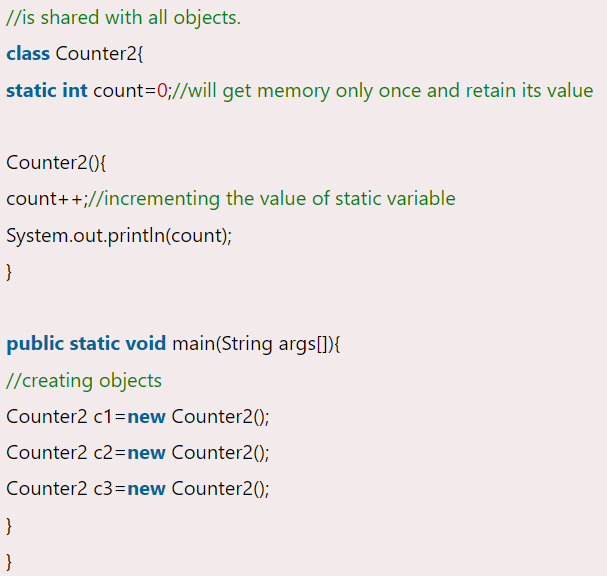 //is shared with all objects.
class Counter2{
static int count=0;//will get memory only once and retain its value
Counter2(){
count++;//incrementing the value of static variable
System.out.println(count);
}
public static void main(String args[]){
//creating objects
Counter2 c1=new Counter2();
Counter2 c2=new Counter2();
Counter2 c3=new Counter2();
}
}